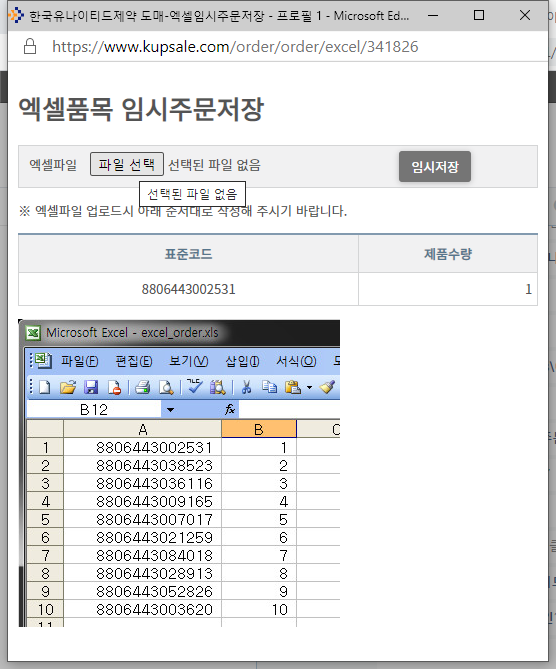 한국유나이티드제약 도매-엑셀임시주문저장 - 프로필 1 - Microsoft Ed...
https://www.kupsale.com/order/order/excel/341826
엑셀품목 임시주문저장
엑셀파일 파일 선택 선택된 파일 없음 임시저장
선택된 파일 없음
※ 엑셀파일 업로드시 아래 순서대로 작성해 주시기 바랍니다.
표준코드 제품수량
8806443002531 1
Microsoft Excel - excel_order.xls
파일(F) 편집(E) 보기(V) 삽입(I) 서식(O)
B12 fx
A B C
1 8806443002531 1
2 8806443038523 2
3 8806443036116 3
4 8806443009165 4
5 8806443007017 5
6 8806443021259 6
7 8806443084018 7
8 8806443028913 8
9 8806443052826 9
10 8806443003620 10
11